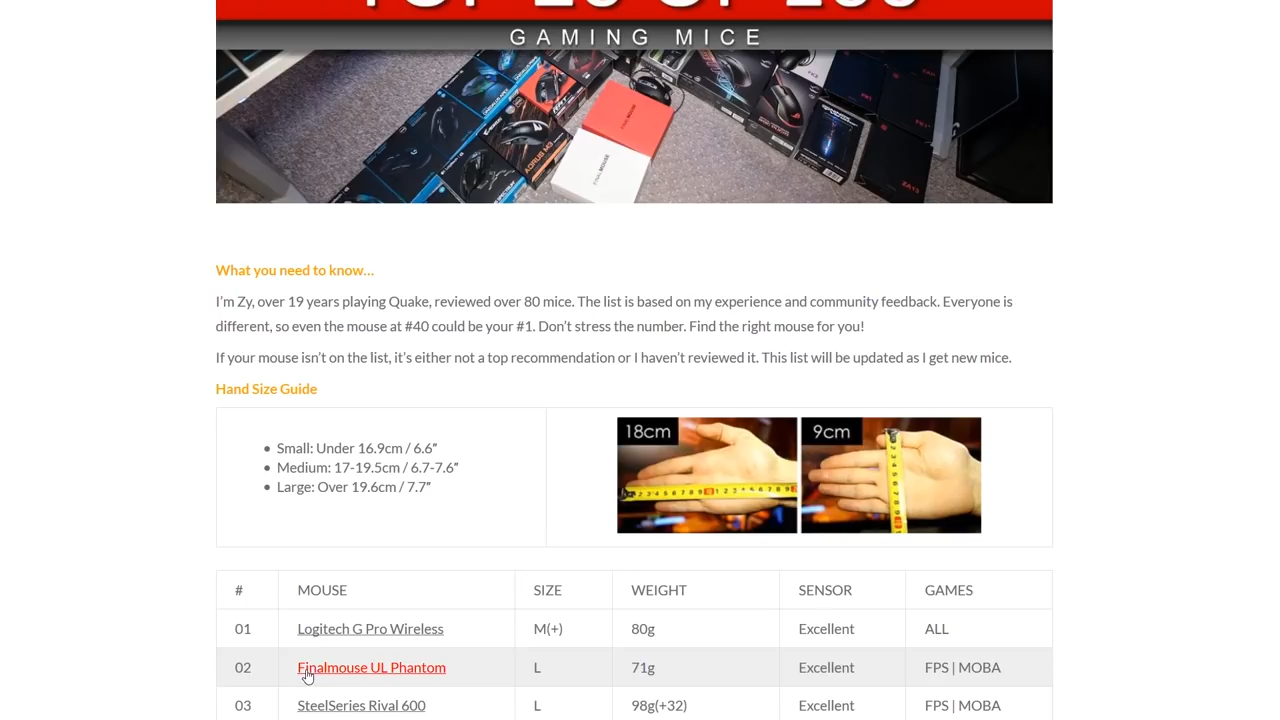 GAMING MICE
AORUS M3
What you need to know...
I'm Zy, over 19 years playing Quake, reviewed over 80 mice. The list is based on my experience and community feedback. Everyone is
different, so even the mouse at #40 could be your #1. Don't stress the number. Find the right mouse for you!
If your mouse isn't on the list, it's either not a top recommendation or I haven't reviewed it. This list will be updated as I get new mice.
Hand Size Guide
• Small: Under 16.9cm / 6.6″
• Medium: 17-19.5cm / 6.7-7.6″
• Large: Over 19.6cm / 7.7″
18cm
9cm
# MOUSE SIZE WEIGHT SENSOR GAMES
01 Logitech G Pro Wireless M(+) 80g Excellent ALL
02 Finalmouse UL Phantom L 71g Excellent FPS | MOBA
03 SteelSeries Rival 600 L 98g(+32) Excellent FPS | MOBA